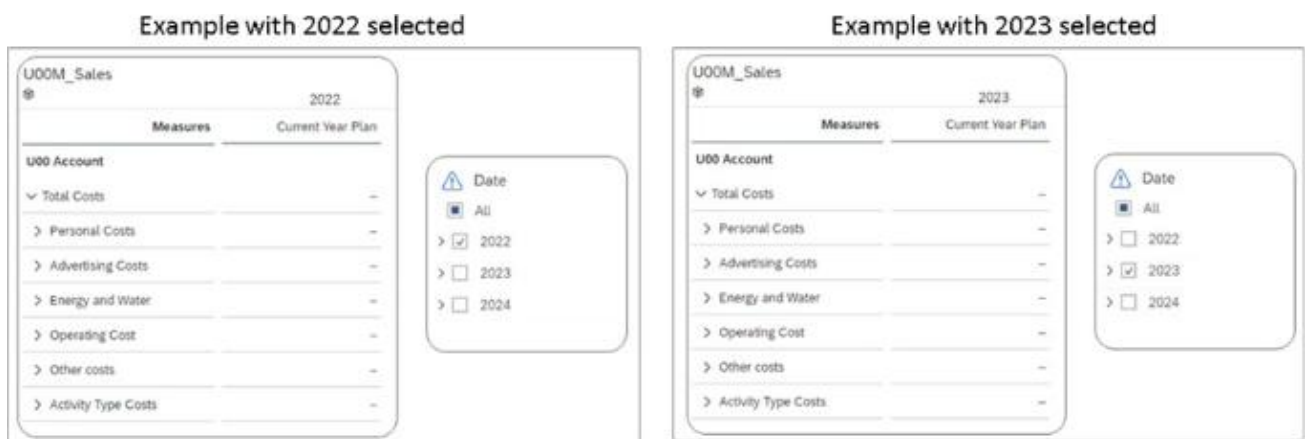 Example with 2022 selected
U00M_Sales
2022
Measures Current Year Plan
U00 Account
Total Costs –
Personal Costs –
Advertising Costs –
Energy and Water –
Operating Cost –
Other costs –
Activity Type Costs –
Date
All
2022
2023
2024
Example with 2023 selected
U00M_Sales
2023
Measures Current Year Plan
U00 Account
Total Costs –
Personal Costs –
Advertising Costs –
Energy and Water –
Operating Cost –
Other costs –
Activity Type Costs –
Date
All
2022
2023
2024